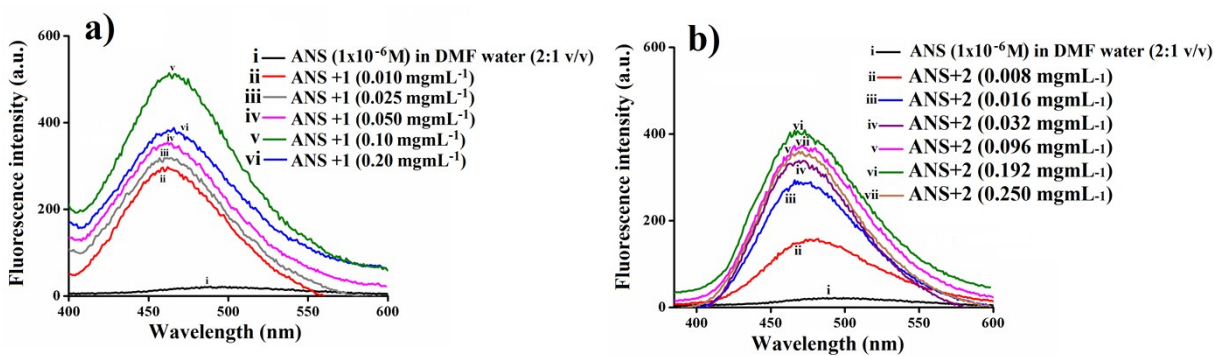 a)
600
400
200
0
400
450
500
550
600
Fluorescence intensity (a.u.)
Wavelength (nm)
i ANS (1x10⁻⁶M) in DMF water (2:1 v/v)
ii ANS +1 (0.010 mgmL⁻¹)
iii ANS +1 (0.025 mgmL⁻¹)
iv ANS +1 (0.050 mgmL⁻¹)
v ANS +1 (0.10 mgmL⁻¹)
vi ANS +1 (0.20 mgmL⁻¹)
v
vi
iv
iii
ii
i
b)
600
400
200
0
400
450
500
550
600
Fluorescence intensity (a.u.)
Wavelength (nm)
i ANS (1x10⁻⁶M) in DMF water (2:1 v/v)
ii ANS+2 (0.008 mgmL-1)
iii ANS+2 (0.016 mgmL-1)
iv ANS+2 (0.032 mgmL-1)
v ANS+2 (0.096 mgmL-1)
vi ANS+2 (0.192 mgmL-1)
vii ANS+2 (0.250 mgmL-1)
vi
v vii
iv
iii
ii
i